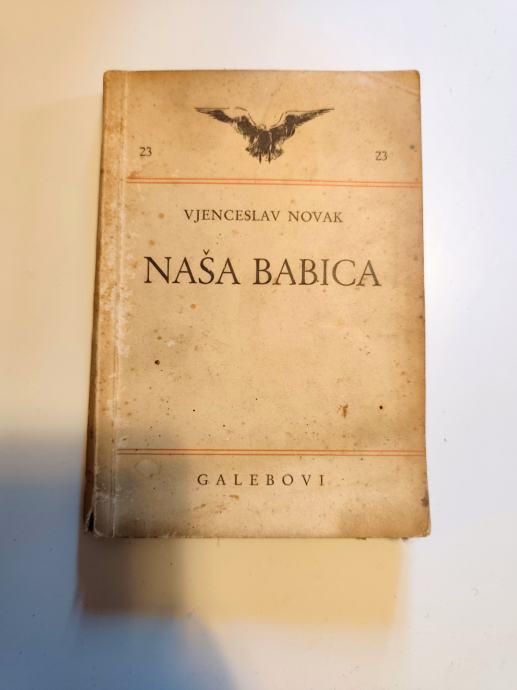 23 23
VJENCESLAV NOVAK
NAŠA BABICA
GALEBOVI